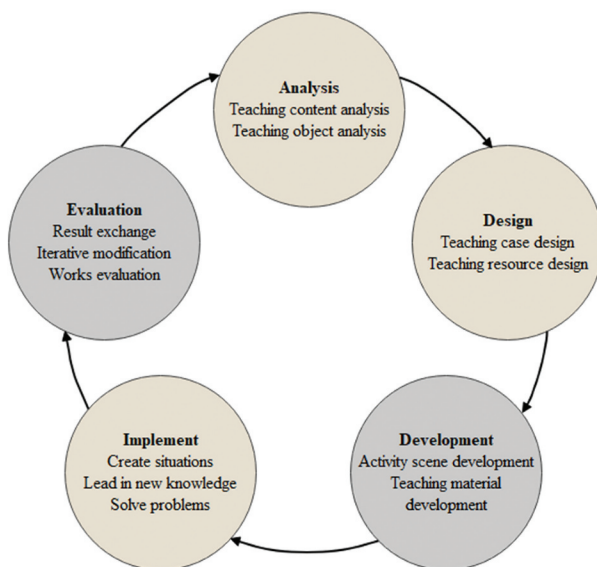 Analysis
Teaching content analysis
Teaching object analysis
Design
Teaching case design
Teaching resource design
Development
Activity scene development
Teaching material
development
Implement
Create situations
Lead in new knowledge
Solve problems
Evaluation
Result exchange
Iterative modification
Works evaluation